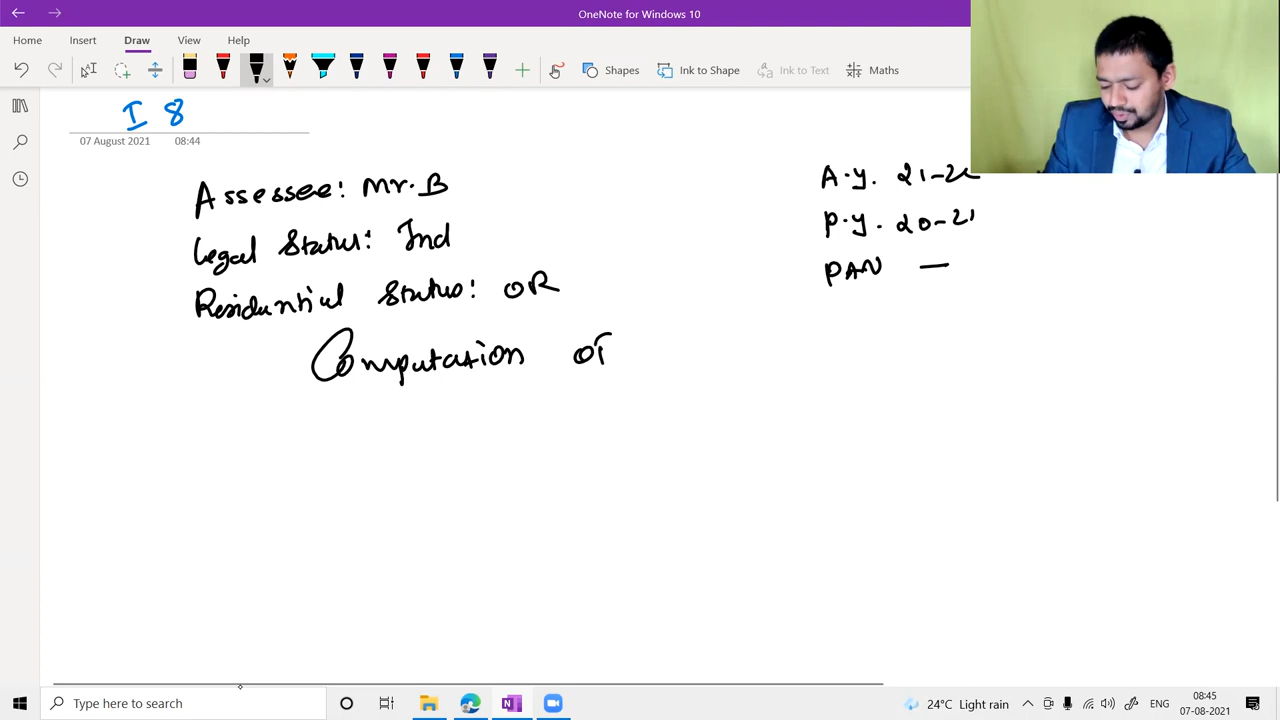 OneNote for Windows 10
Home Insert Draw View Help
Shapes Ink to Shape Ink to Text Maths
I 8
07 August 2021 08:44
Assessee: Mr. B
Legal Status: Ind
Residential Status: OR
Computation of
A.y. 21-22
P.y. 20-21
PAN —
Type here to search
24°C Light rain ENG 08:45
07-08-2021